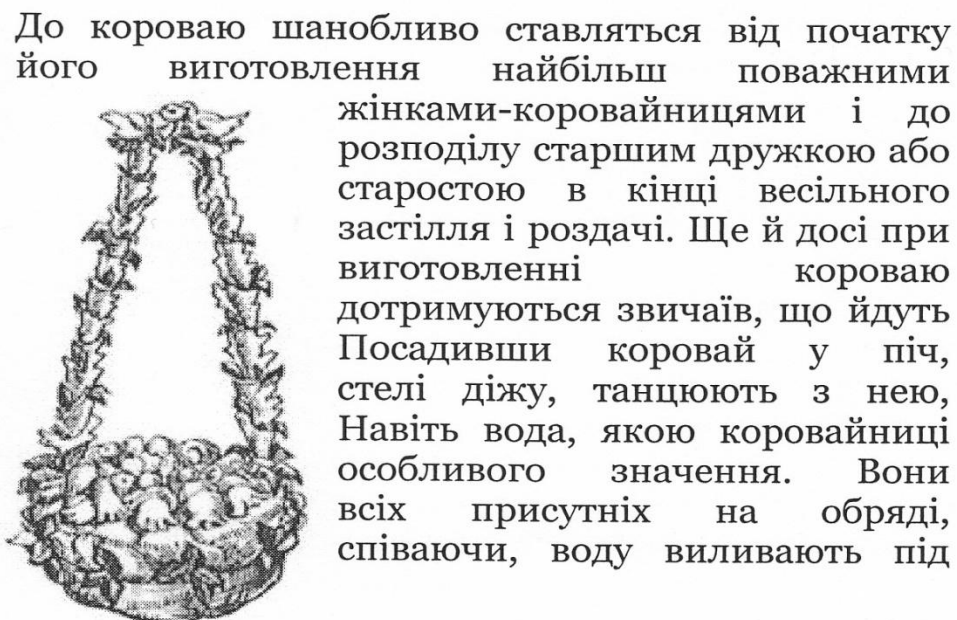 До короваю шанобливо ставляться від початку
його виготовлення найбільш поважними
жінками-коровайницями і до
розподілу старшим дружкою або
старостою в кінці весільного
застілля і роздачі. Ще й досі при
виготовленні короваю
дотримуються звичаїв, що йдуть
Посадивши коровай у піч,
стелі діжу, танцюють з нею,
Навіть вода, якою коровайниці
особливого значення. Вони
всіх присутніх на обряді,
співаючи, воду виливають під